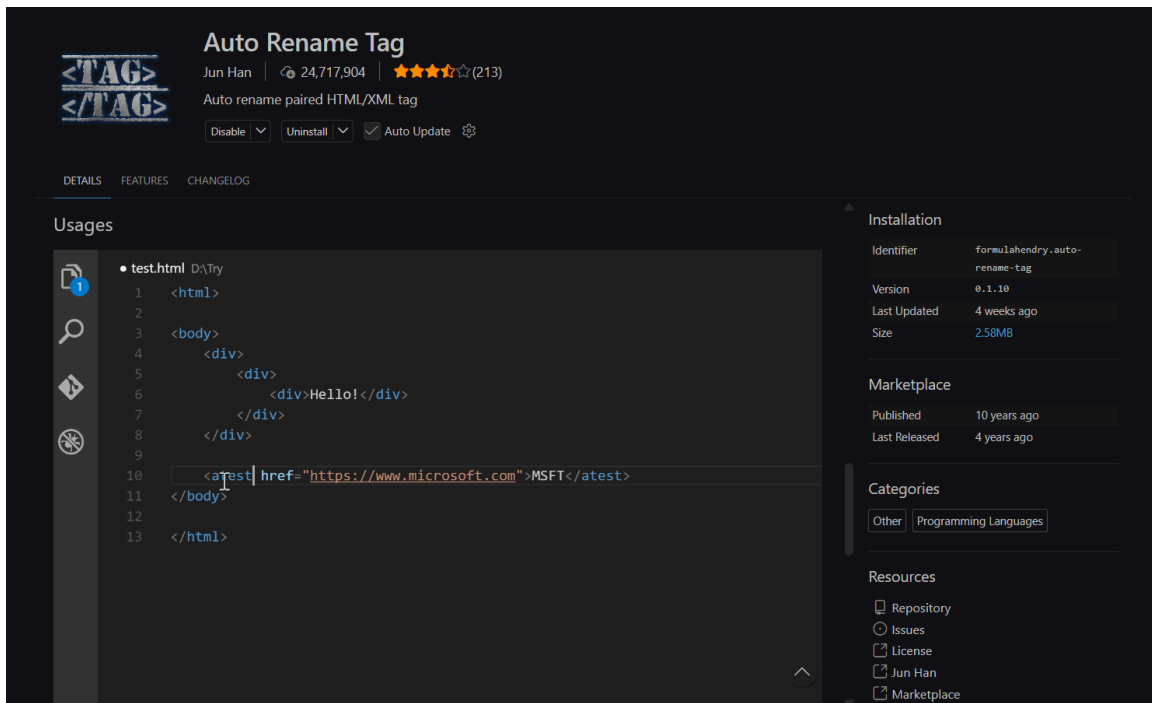 <TAG>
</TAG>
Auto Rename Tag
Jun Han 24,717,904 (213)
Auto rename paired HTML/XML tag
Disable Uninstall Auto Update
DETAILS FEATURES CHANGELOG
Usages
1
● test.html D:\Try
1 <html>
2
3 <body>
4 <div>
5 <div>
6 <div>Hello!</div>
7 </div>
8 </div>
9
10 <atest href="https://www.microsoft.com">MSFT</atest>
11 </body>
12
13 </html>
Installation
Identifier formulahendry.auto-
rename-tag
Version 0.1.10
Last Updated 4 weeks ago
Size 2.58MB
Marketplace
Published 10 years ago
Last Released 4 years ago
Categories
Other Programming Languages
Resources
Repository
Issues
License
Jun Han
Marketplace